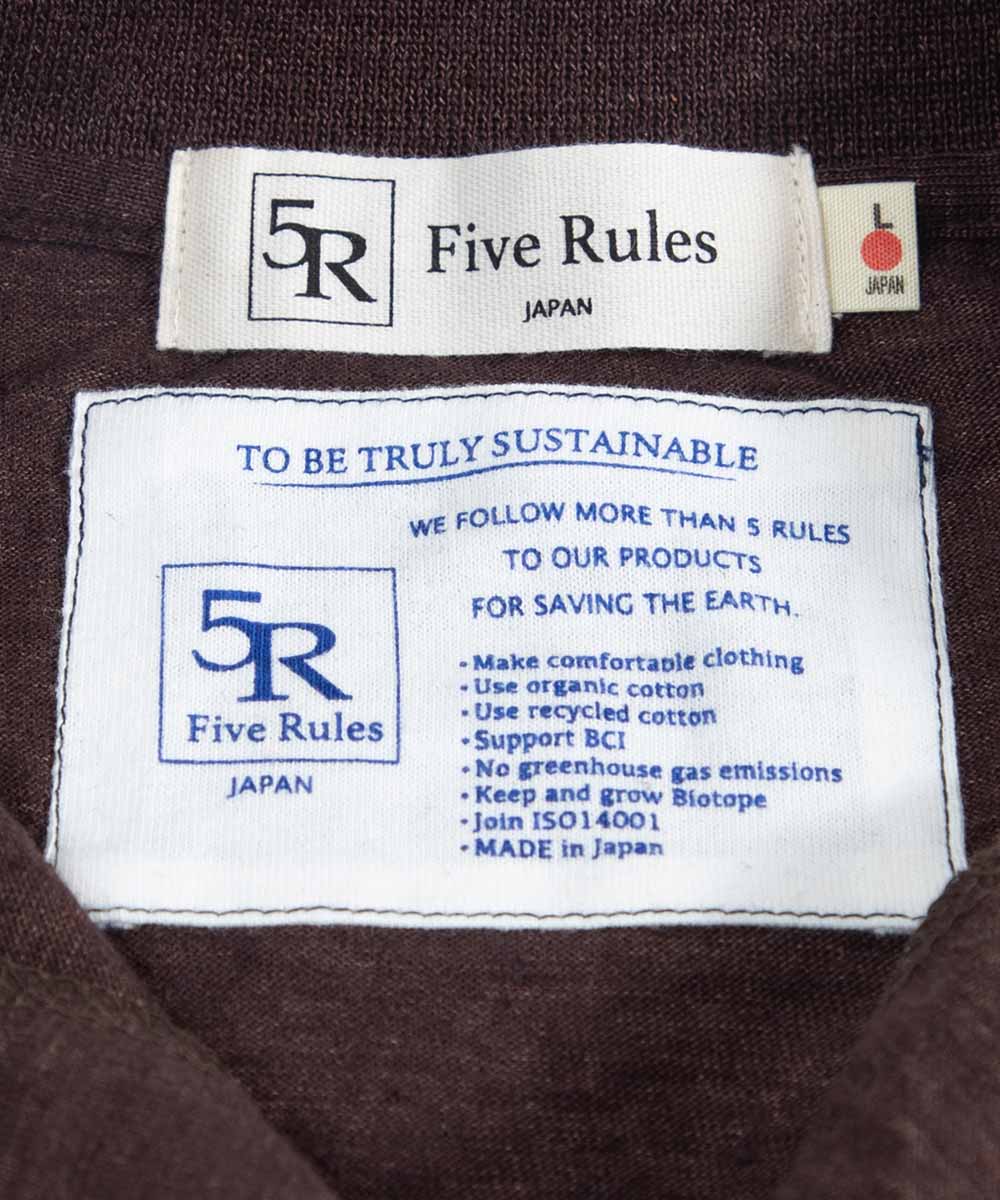 5R
Five Rules
JAPAN
L
JAPAN
TO BE TRULY SUSTAINABLE
WE FOLLOW MORE THAN 5 RULES
TO OUR PRODUCTS
FOR SAVING THE EARTH.
5R
Five Rules
JAPAN
・Make comfortable clothing
・Use organic cotton
・Use recycled cotton
・Support BCI
・No greenhouse gas emissions
・Keep and grow Biotope
・Join ISO14001
・MADE in Japan